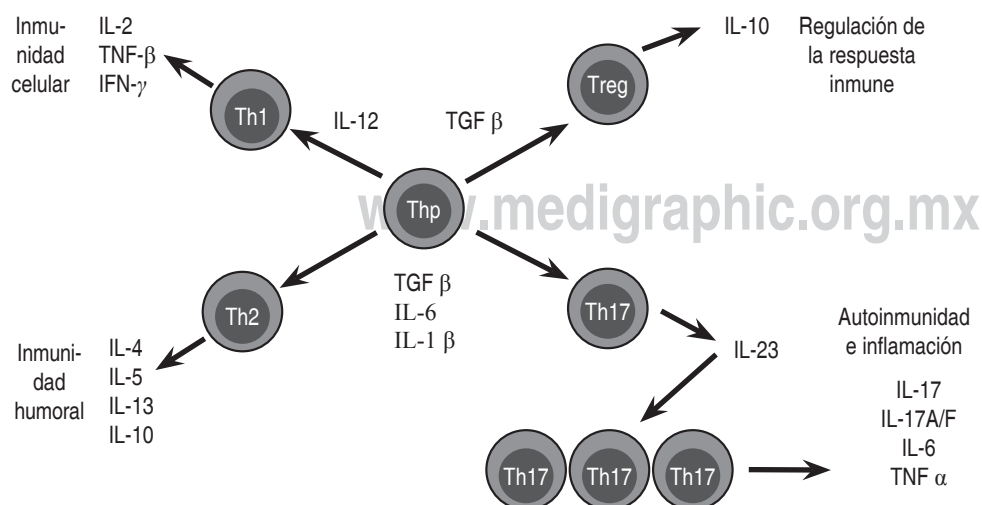 Inmu-
nidad
celular
IL-2
TNF-β
IFN-γ
Th1
IL-12
TGF β
Treg
IL-10
Regulación de
la respuesta
inmune
Thp
www.medigraphic.org.mx
Th2
TGF β
IL-6
IL-1 β
Th17
Inmuni-
dad
humoral
IL-4
IL-5
IL-13
IL-10
IL-23
Autoinmunidad
e inflamación
IL-17
IL-17A/F
IL-6
TNF α
Th17
Th17
Th17